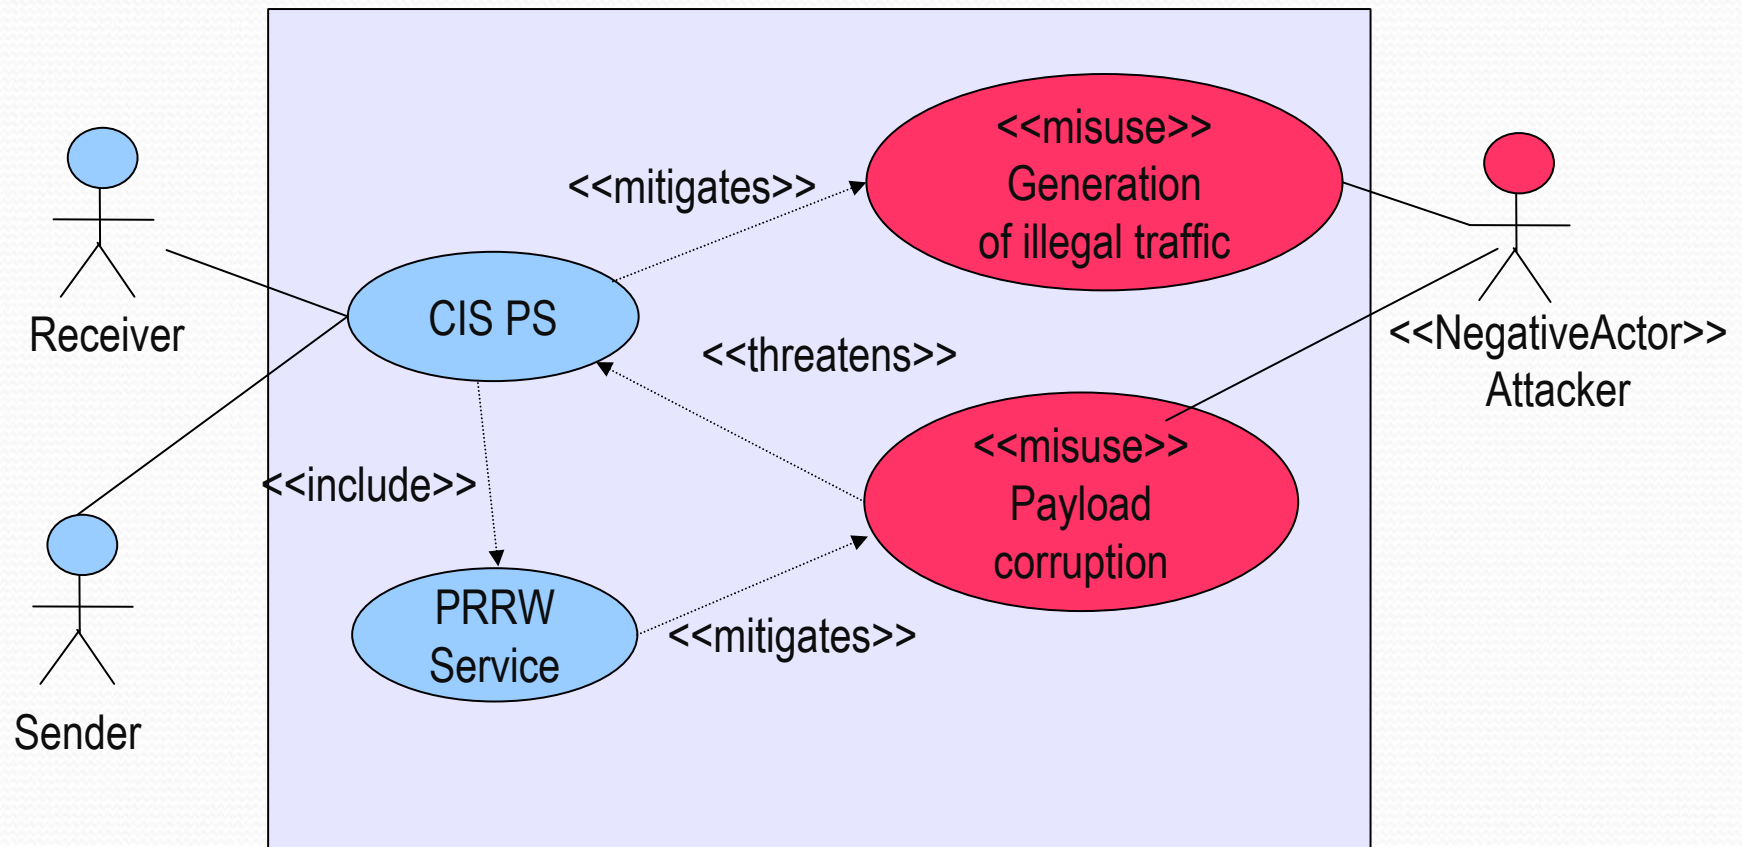 <<misuse>>
Generation
of illegal traffic
<<mitigates>>
Receiver
CIS PS
<<NegativeActor>>
Attacker
<<threatens>>
<<misuse>>
Payload
corruption
<<include>>
PRRW
Service
<<mitigates>>
Sender